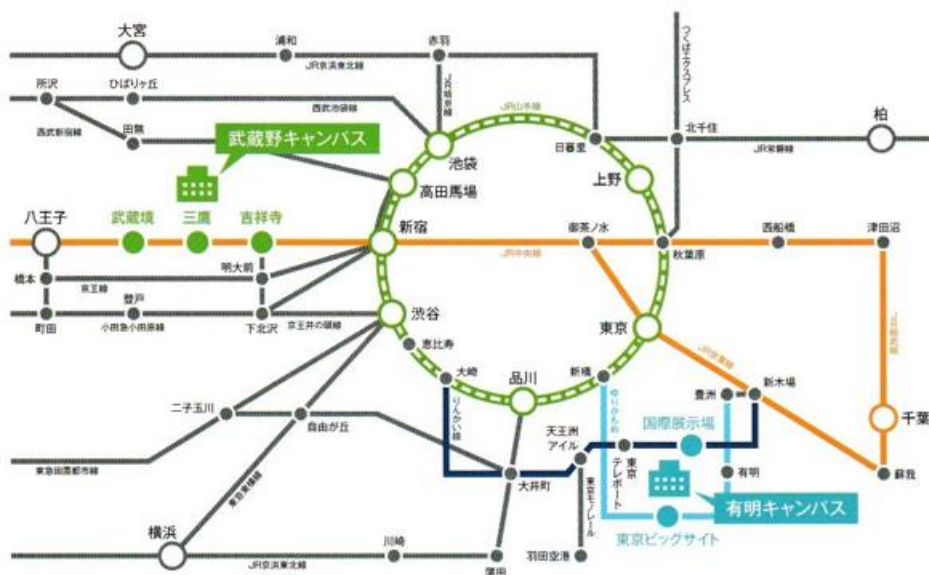 大宮
浦和
赤羽
JR京浜東北線
つくばエクスプレス
所沢
ひばりヶ丘
西武池袋線
JR埼京線
JR山手線
西武新宿線
田無
武蔵野キャンパス
池袋
日暮里
北千住
柏
JR常磐線
高田馬場
上野
八王子
武蔵境
三鷹
吉祥寺
新宿
御茶ノ水
秋葉原
西船橋
津田沼
JR中央線
橋本
京王線
明大前
町田
登戸
小田急小田原線
下北沢
京王井の頭線
渋谷
東京
JR総武線
恵比寿
大崎
品川
新橋
JR京葉線
豊洲
新木場
二子玉川
自由が丘
りんかい線
ゆりかもめ
国際展示場
千葉
天王洲
アイル
東京
テレポート
有明
蘇我
東急田園都市線
東急東横線
大井町
東京モノレール
有明キャンパス
東京ビッグサイト
横浜
川崎
JR京浜東北線
蒲田
羽田空港